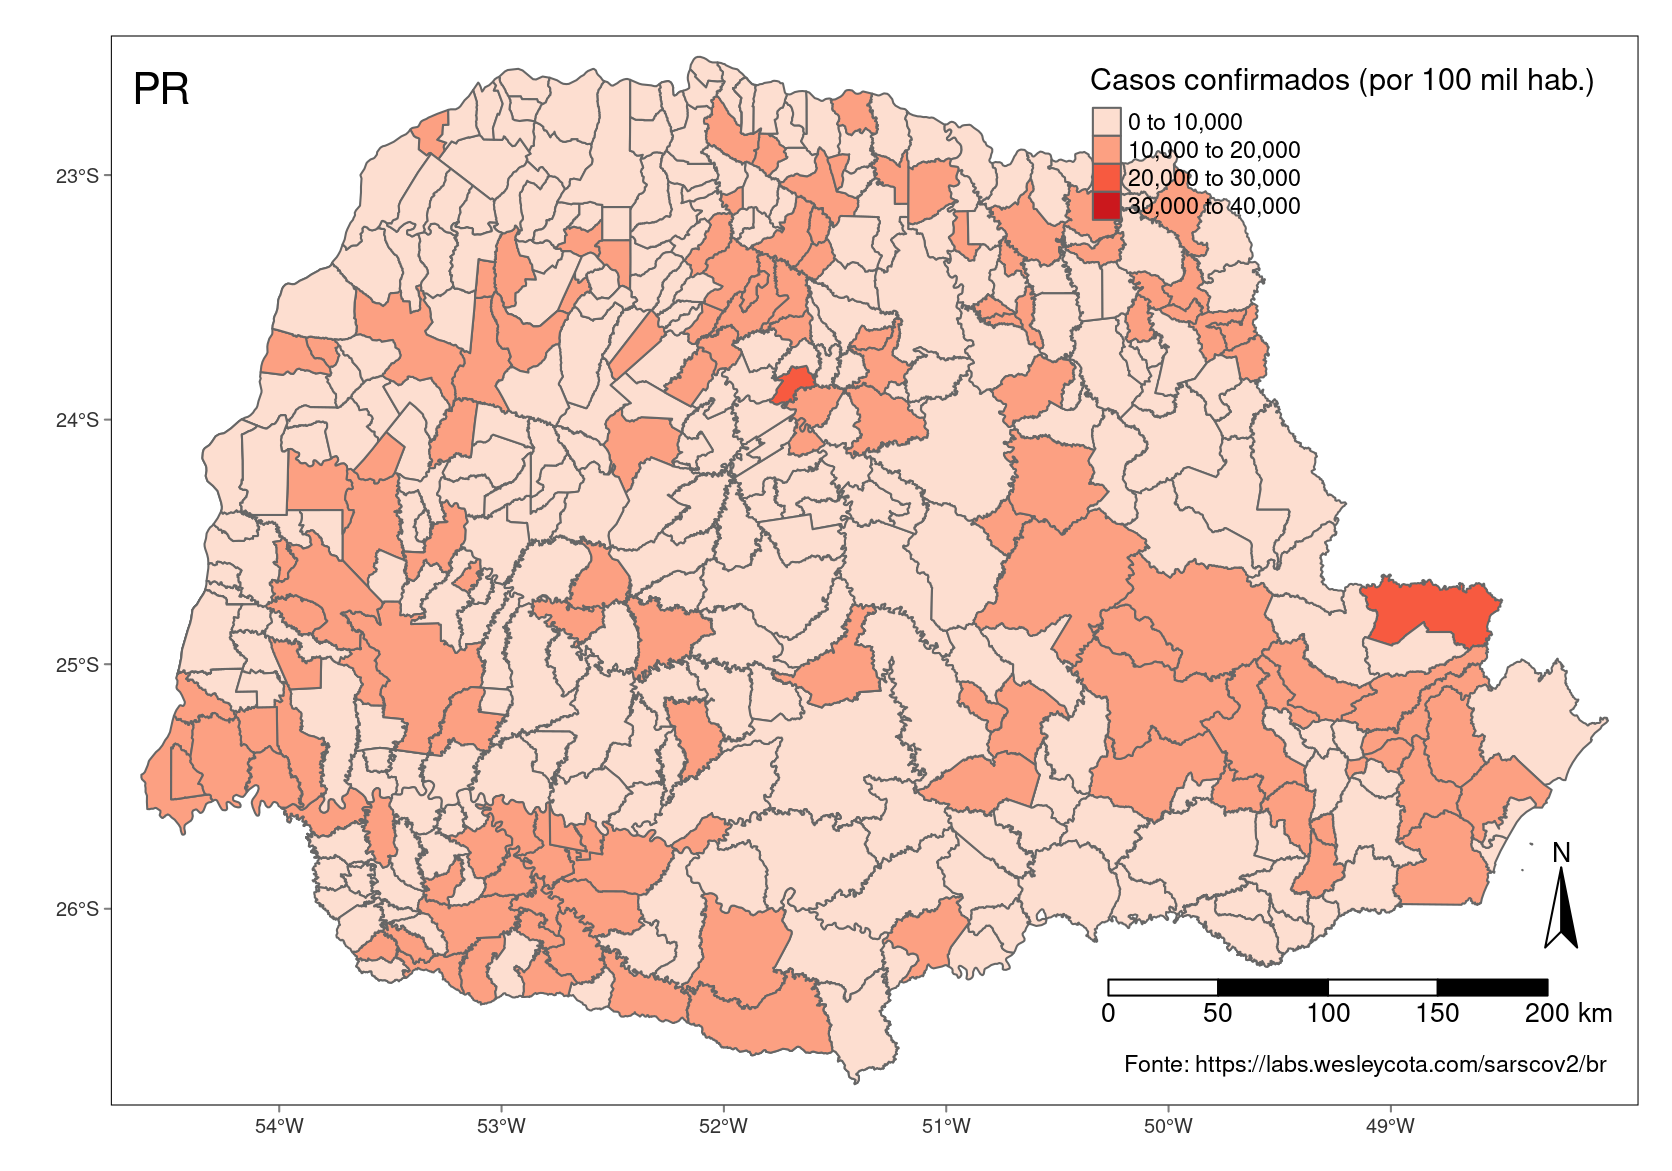 PR
Casos confirmados (por 100 mil hab.)
0 to 10,000
10,000 to 20,000
20,000 to 30,000
30,000 to 40,000
23°S
24°S
25°S
26°S
N
0 50 100 150 200 km
Fonte: https://labs.wesleycota.com/sarscov2/br
54°W 53°W 52°W 51°W 50°W 49°W